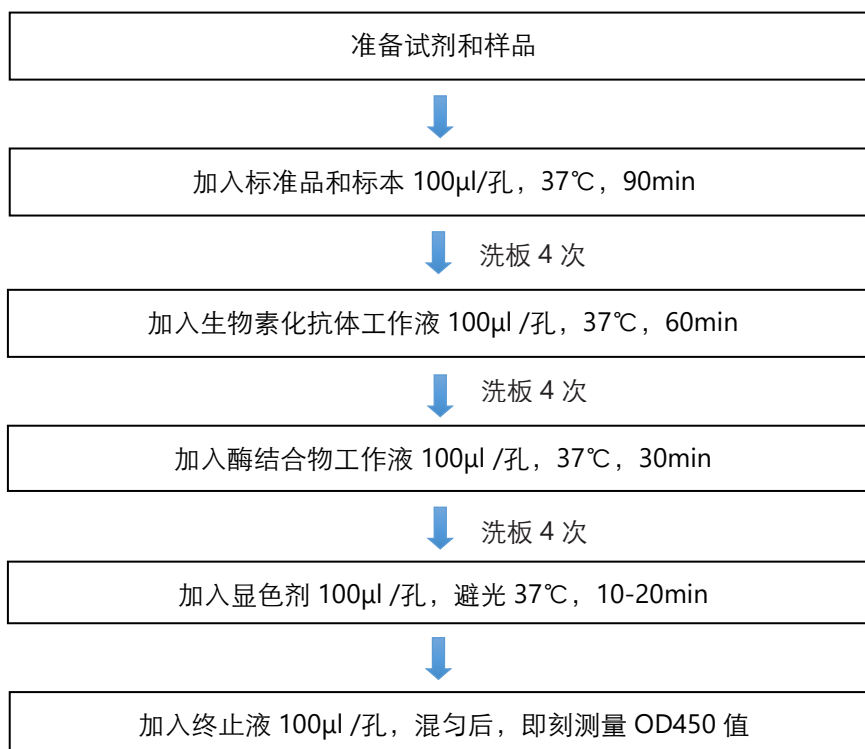 准备试剂和样品
加入标准品和标本 100μl/孔，37℃，90min
洗板 4 次
加入生物素化抗体工作液 100μl /孔，37℃，60min
洗板 4 次
加入酶结合物工作液 100μl /孔，37℃，30min
洗板 4 次
加入显色剂 100μl /孔，避光 37℃，10-20min
加入终止液 100μl /孔，混匀后，即刻测量 OD450 值